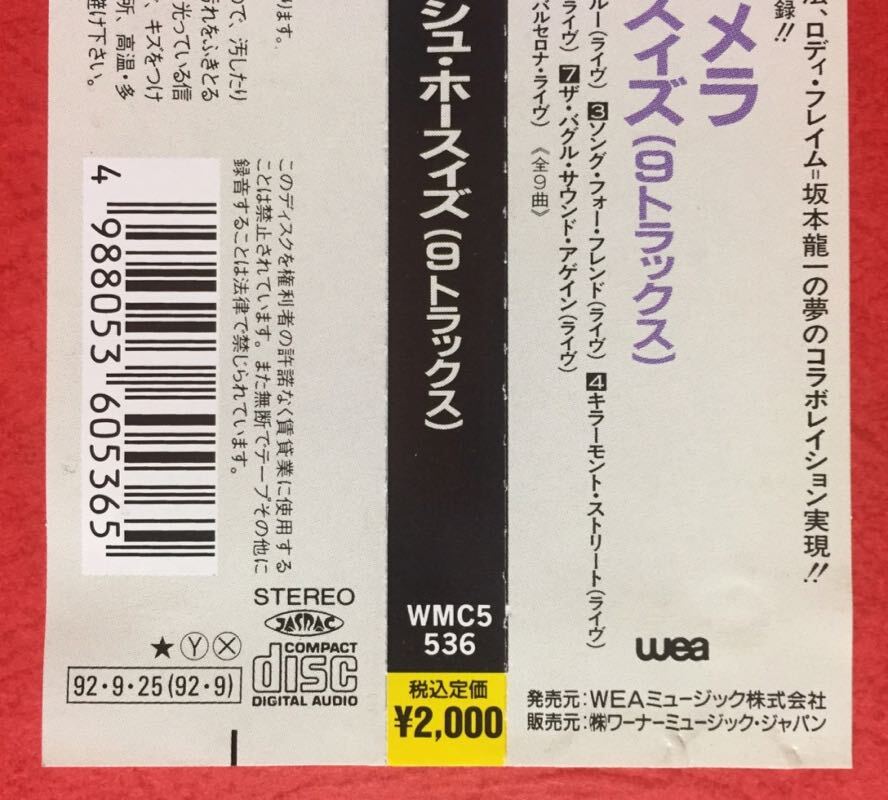 法、ロディ・フレイム=坂本龍一の夢のコラボレイション実現!!
録!!
メラ
スイズ(9トラックス)
ルー(ライヴ) 3 ソング・フォー・フレンド(ライヴ) 4 キラーモント・ストリート(ライヴ)
ライヴ) 7 ザ・バグル・サウンド・アゲイン(ライヴ)
バルセロナ・ライヴ) 《全9曲》
wea
発売元:WEAミュージック株式会社
販売元:㈱ワーナーミュージック・ジャパン
シュ・ホースィズ(9トラックス)
WMC5
536
税込定価
¥2,000
ります。
ので、汚したり
汚れをふきとる
光っている信
、キズをつけ
所、高温・多
避け下さい。
このディスクを権利者の許諾なく賃貸業に使用する
ことは禁止されています。また無断でテープその他に
録音することは法律で禁じられています。
4 988053 605365
STEREO
JASRAC
COMPACT
disc
DIGITAL AUDIO
★ Ⓨ Ⓧ
92・9・25(92・9)